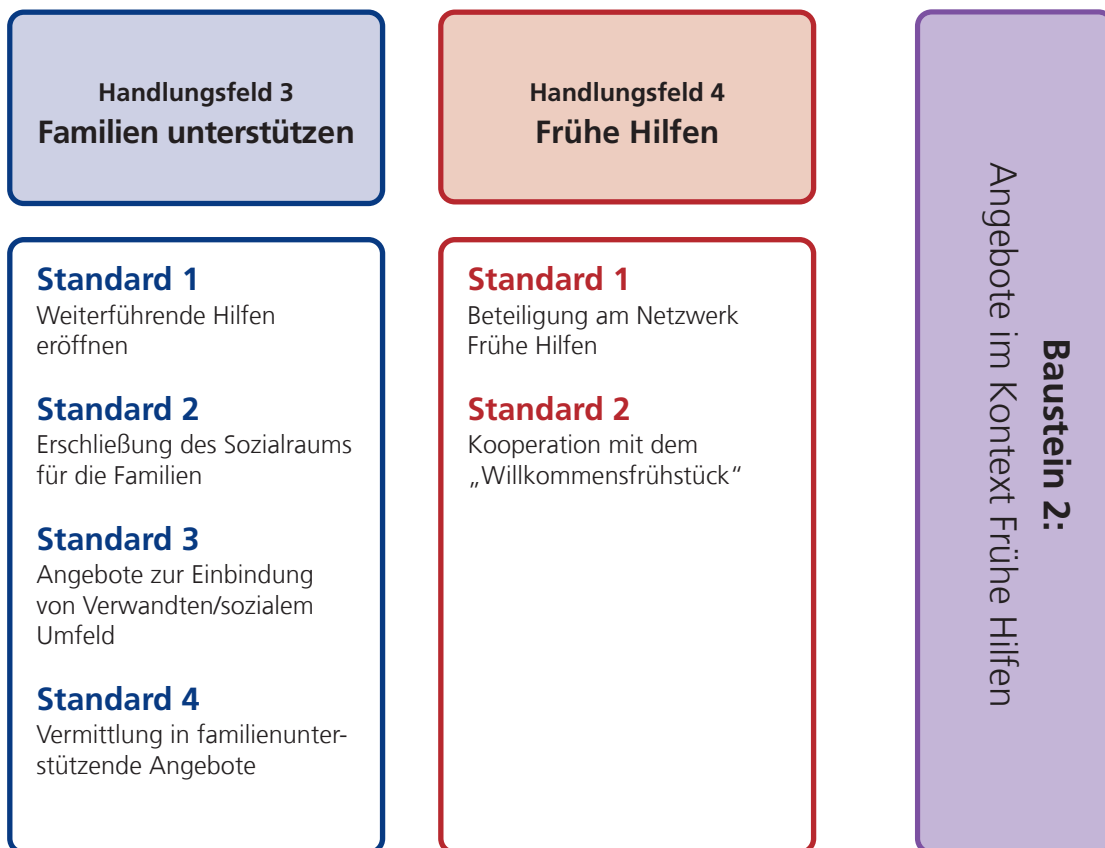 Handlungsfeld 3
Familien unterstützen
Standard 1
Weiterführende Hilfen
eröffnen
Standard 2
Erschließung des Sozialraums
für die Familien
Standard 3
Angebote zur Einbindung
von Verwandten/sozialem
Umfeld
Standard 4
Vermittlung in familienunter-
stützende Angebote
Handlungsfeld 4
Frühe Hilfen
Standard 1
Beteiligung am Netzwerk
Frühe Hilfen
Standard 2
Kooperation mit dem
„Willkommensfrühstück“
Baustein 2:
Angebote im Kontext Frühe Hilfen